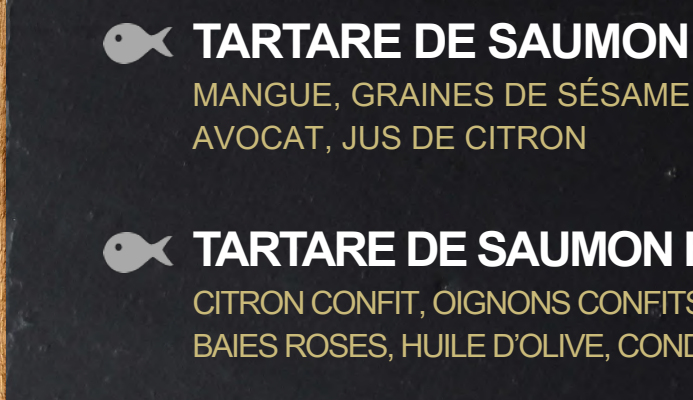 TARTARE DE SAUMON
MANGUE, GRAINES DE SÉSAME
AVOCAT, JUS DE CITRON
TARTARE DE SAUMON
CITRON CONFIT, OIGNONS CONFITS
BAIES ROSES, HUILE D’OLIVE,